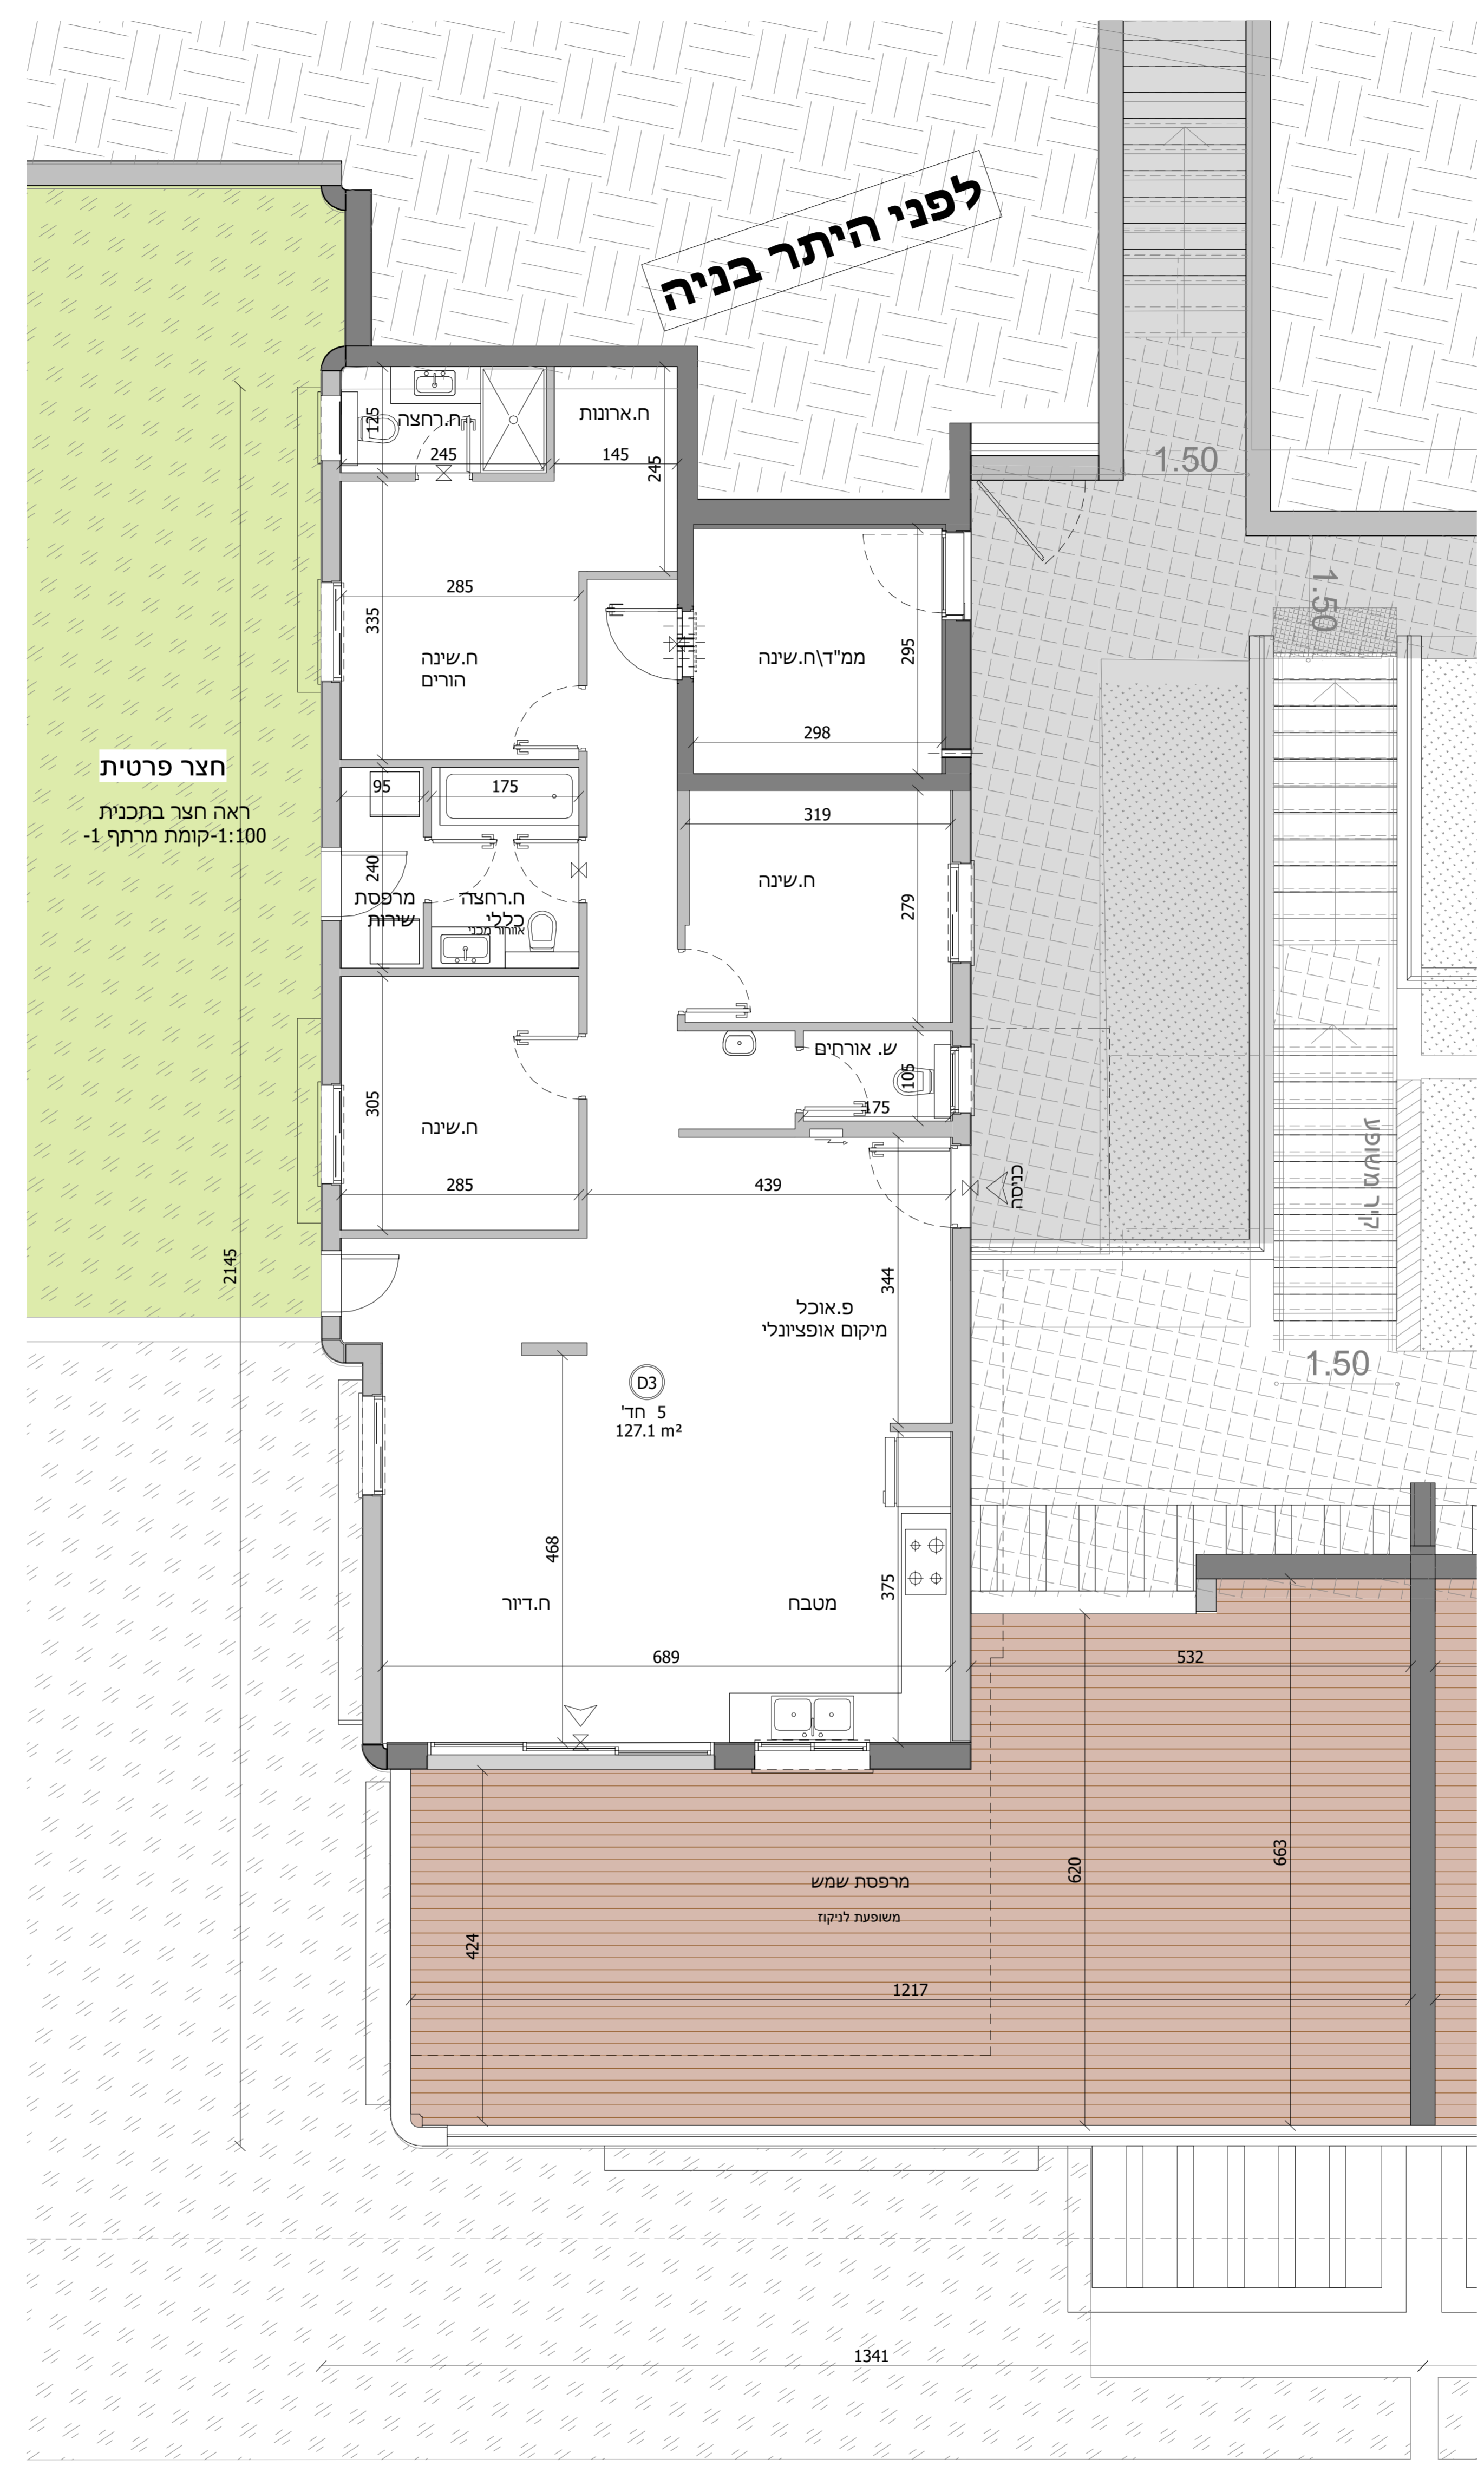 לפני היתר בניה
1.50
1.50
ח.רחצה
125
245
ח.ארונות
145
245
285
335
ח.שינה
הורים
ממ"ד\ח.שינה
295
298
חצר פרטית
ראה חצר בתכנית
1:100-קומת מרתף 1-
95
175
240
מרפסת
שירות
ח.רחצה
כללי
אוורור מכני
319
ח.שינה
279
ש. אורחים
105
175
305
ח.שינה
285
439
כניסה
קיר משופע
2145
344
פ.אוכל
מיקום אופציונלי
1.50
D3
5 חד'
127.1 m²
468
375
ח.דיור
מטבח
689
532
620
663
מרפסת שמש
משופעת לניקוז
424
1217
1341